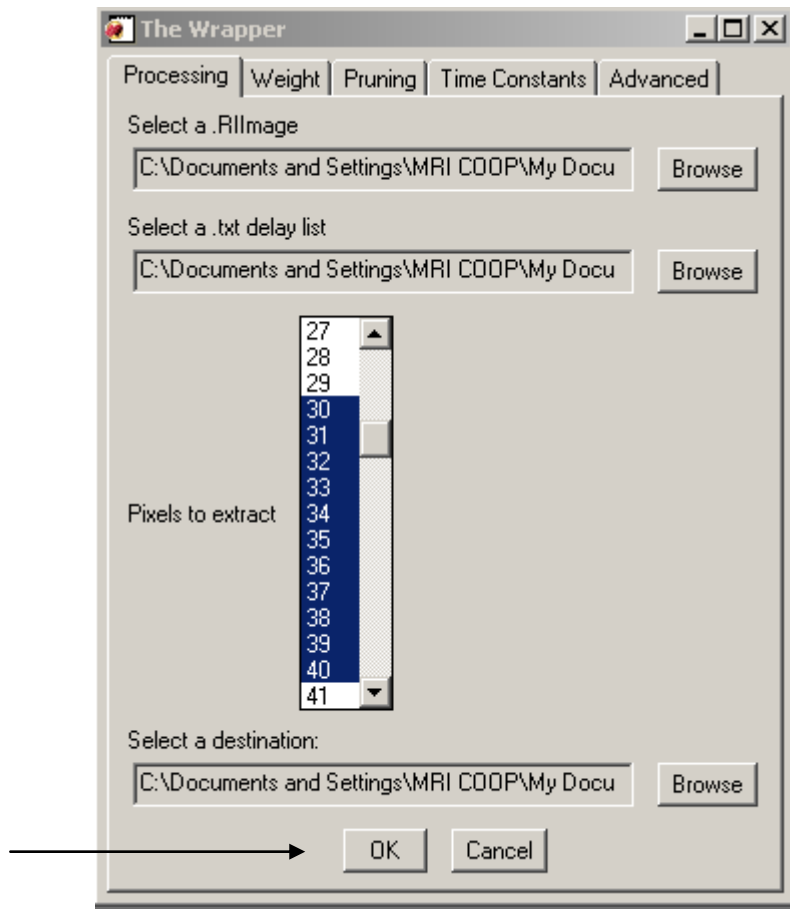 The Wrapper
Processing Weight Pruning Time Constants Advanced
Select a .RIImage
C:\Documents and Settings\MRI COOP\My Docu Browse
Select a .txt delay list
C:\Documents and Settings\MRI COOP\My Docu Browse
27
28
29
30
31
32
33
Pixels to extract 34
35
36
37
38
39
40
41
Select a destination:
C:\Documents and Settings\MRI COOP\My Docu Browse
OK Cancel